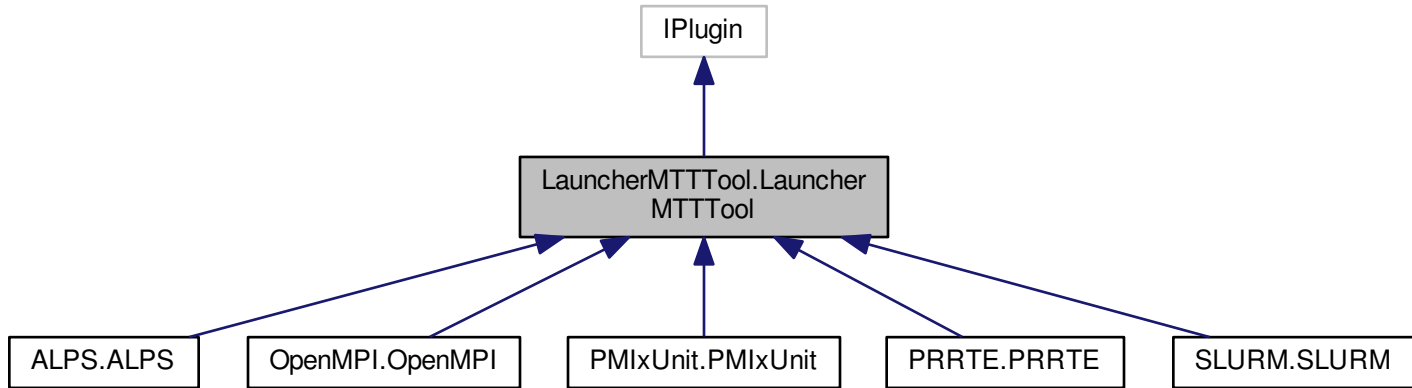 IPlugin
LauncherMTTTool.Launcher
MTTTool
ALPS.ALPS
OpenMPI.OpenMPI
PMIxUnit.PMIxUnit
PRRTE.PRRTE
SLURM.SLURM